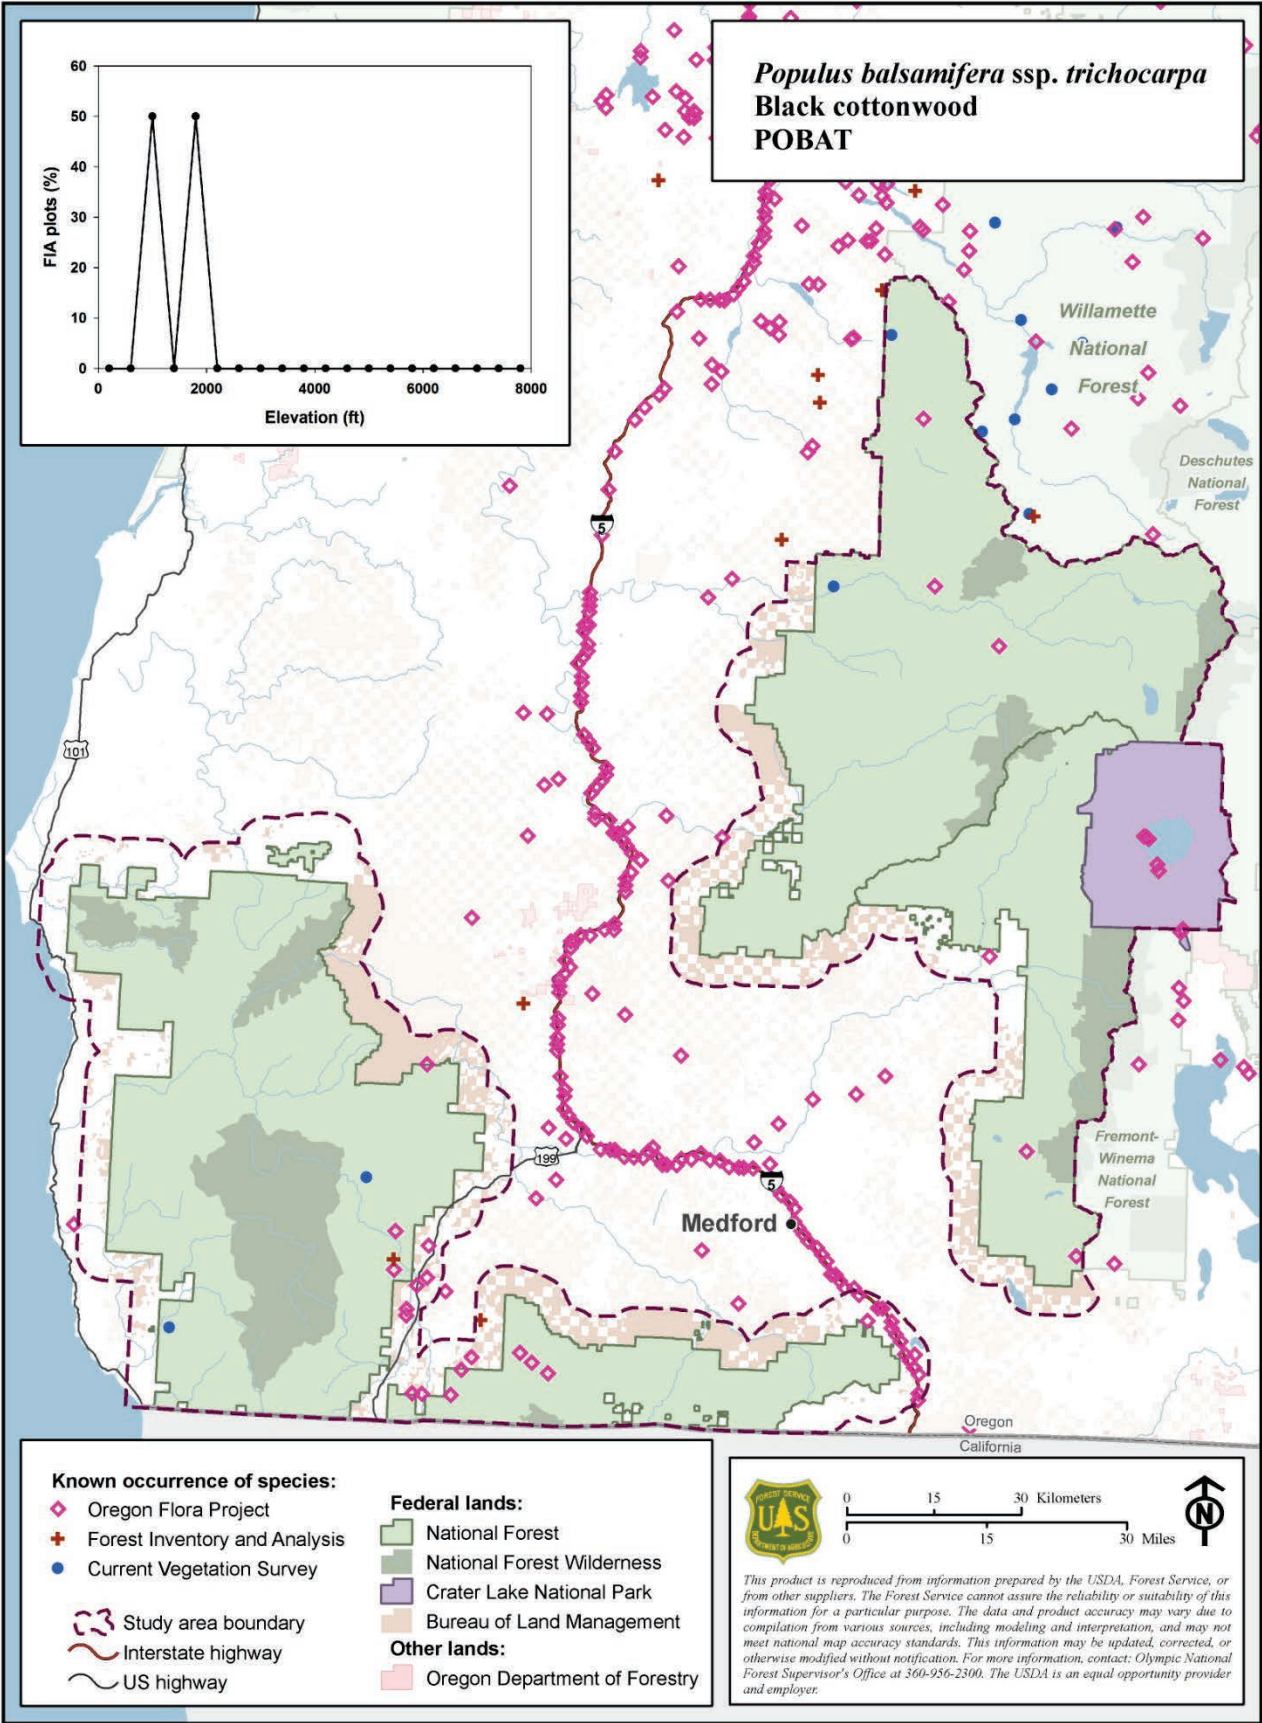 Populus balsamifera ssp. trichocarpa
Black cottonwood
POBAT
60
50
40
30
20
10
0
FIA plots (%)
0 2000 4000 6000 8000
Elevation (ft)
Willamette
National
Forest
Deschutes
National
Forest
5
101
199
5
Medford
Fremont-
Winema
National
Forest
Oregon
California
Known occurrence of species:
Oregon Flora Project
Forest Inventory and Analysis
Current Vegetation Survey
Study area boundary
Interstate highway
US highway
Federal lands:
National Forest
National Forest Wilderness
Crater Lake National Park
Bureau of Land Management
Other lands:
Oregon Department of Forestry
FOREST SERVICE
U S
DEPARTMENT OF AGRICULTURE
0 15 30 Kilometers
0 15 30 Miles
N
This product is reproduced from information prepared by the USDA, Forest Service, or
from other suppliers. The Forest Service cannot assure the reliability or suitability of this
information for a particular purpose. The data and product accuracy may vary due to
compilation from various sources, including modeling and interpretation, and may not
meet national map accuracy standards. This information may be updated, corrected, or
otherwise modified without notification. For more information, contact: Olympic National
Forest Supervisor's Office at 360-956-2300. The USDA is an equal opportunity provider
and employer.